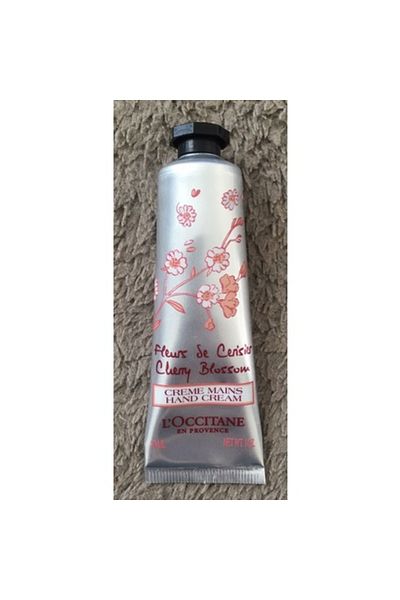 Fleurs de Cerisier
Cherry Blossom
CREME MAINS
HAND CREAM
L'OCCITANE
EN PROVENCE